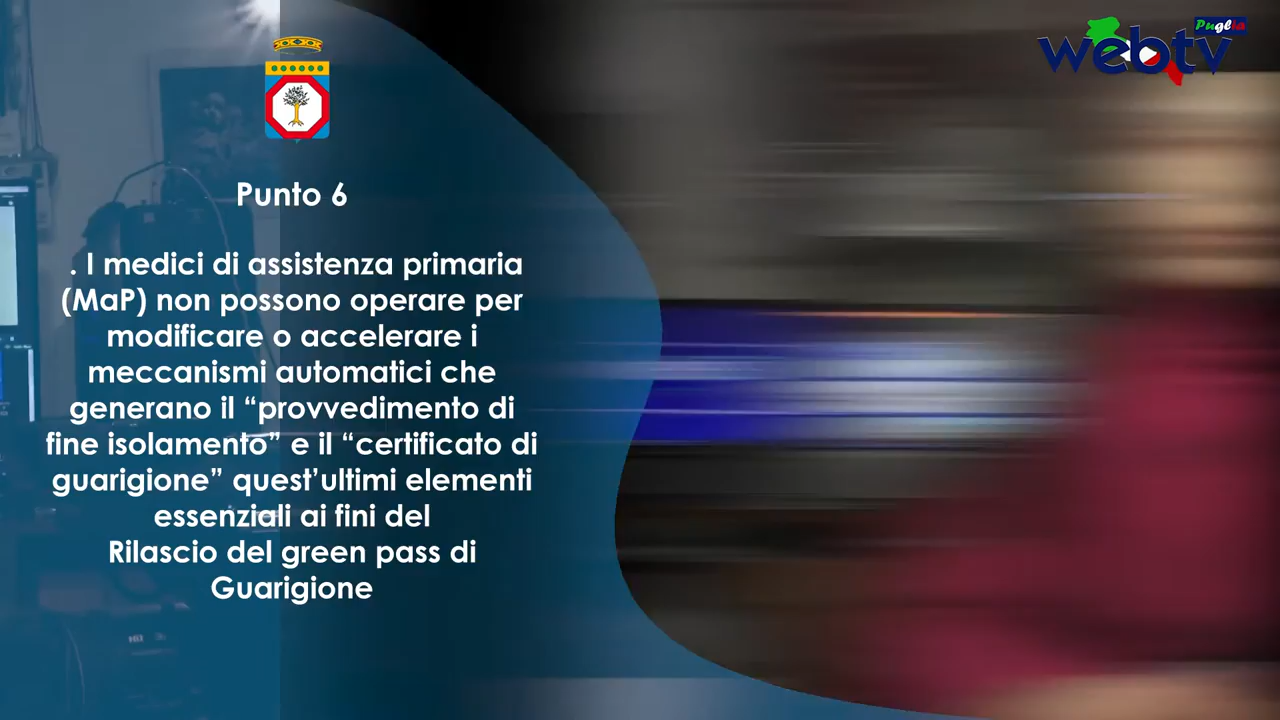 Puglia
webtv
Punto 6
. I medici di assistenza primaria
(MaP) non possono operare per
modificare o accelerare i
meccanismi automatici che
generano il “provvedimento di
fine isolamento” e il “certificato di
guarigione” quest’ultimi elementi
essenziali ai fini del
Rilascio del green pass di
Guarigione